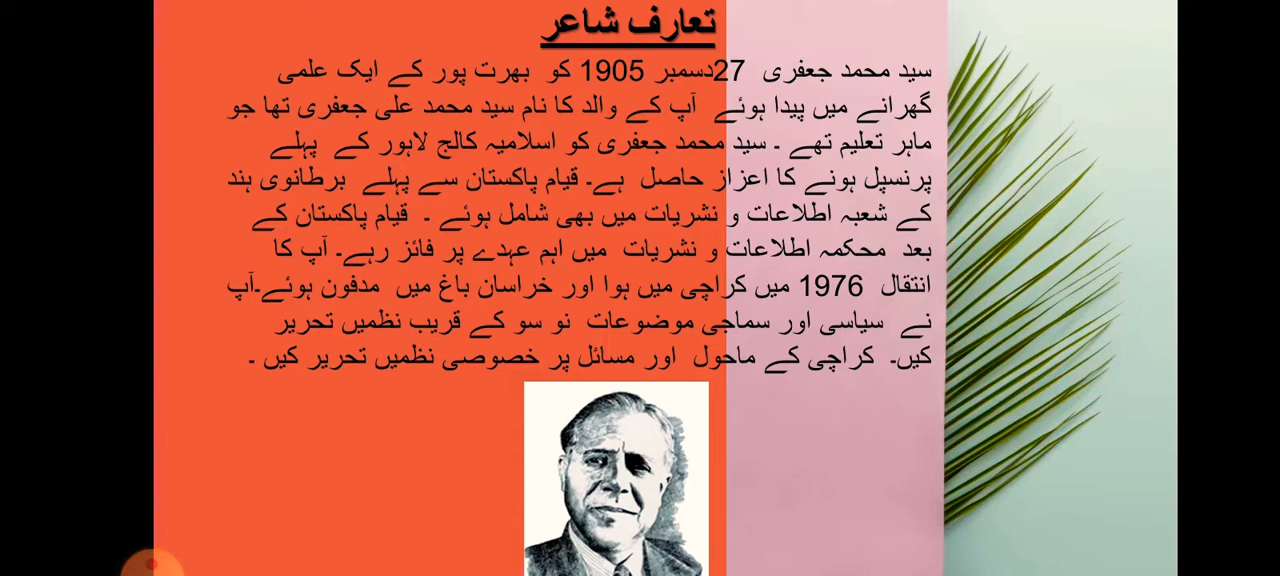 تعارف شاعر
سید محمد جعفری 27دسمبر 1905 کو بھرت پور کے ایک علمی
گھرانے میں پیدا ہوئے آپ کے والد کا نام سید محمد علی جعفری تھا جو
ماہر تعلیم تھے ۔ سید محمد جعفری کو اسلامیہ کالج لاہور کے پہلے
پرنسپل ہونے کا اعزاز حاصل ہے۔ قیام پاکستان سے پہلے برطانوی ہند
کے شعبہ اطلاعات و نشریات میں بھی شامل ہوئے ۔ قیام پاکستان کے
بعد محکمہ اطلاعات و نشریات میں اہم عہدے پر فائز رہے۔ آپ کا
انتقال 1976 میں کراچی میں ہوا اور خراسان باغ میں مدفون ہوئے۔آپ
نے سیاسی اور سماجی موضوعات نو سو کے قریب نظمیں تحریر
کیں۔ کراچی کے ماحول اور مسائل پر خصوصی نظمیں تحریر کیں ۔